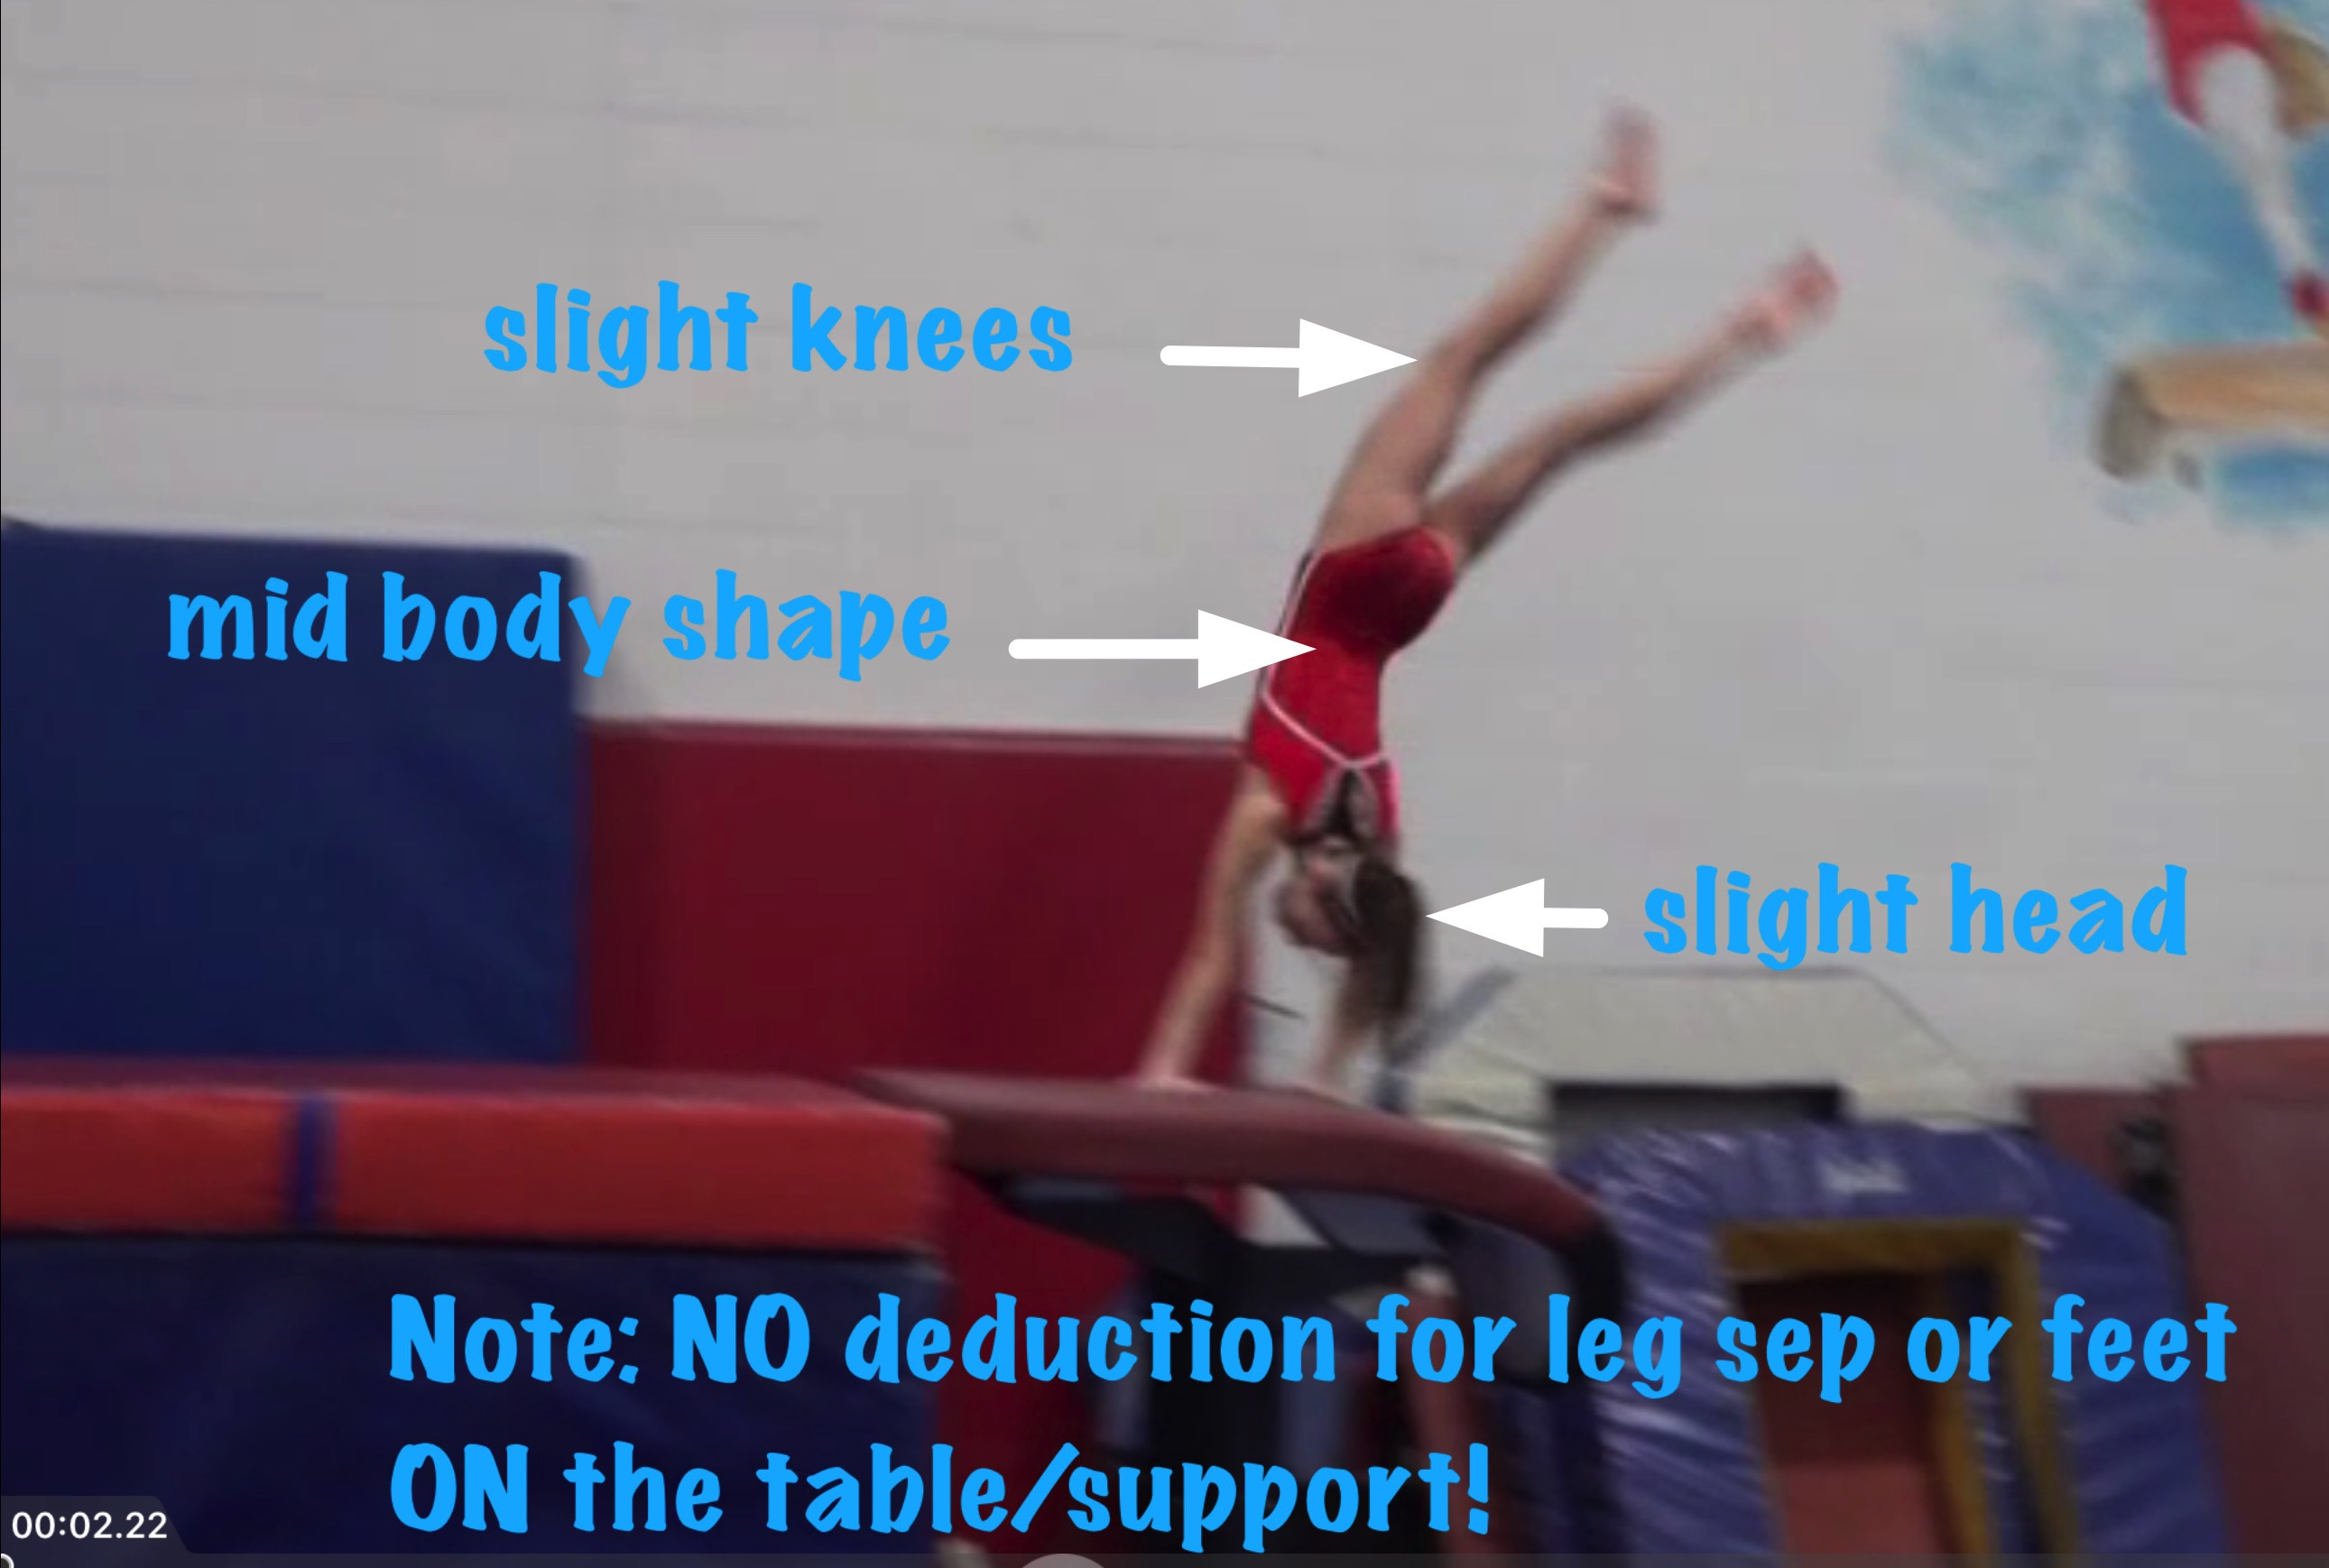 slight knees
mid body shape
slight head
Note: NO deduction for leg sep or feet
ON the table/support!
00:02.22